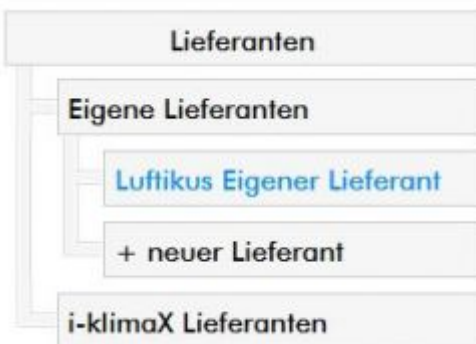 Lieferanten
Eigene Lieferanten
Luftikus Eigener Lieferant
+ neuer Lieferant
i-klimaX Lieferanten